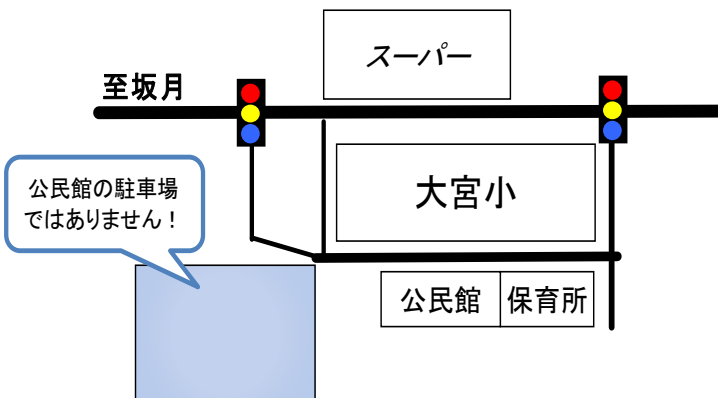 スーパー
至坂月
公民館の駐車場
ではありません！
大宮小
公民館
保育所